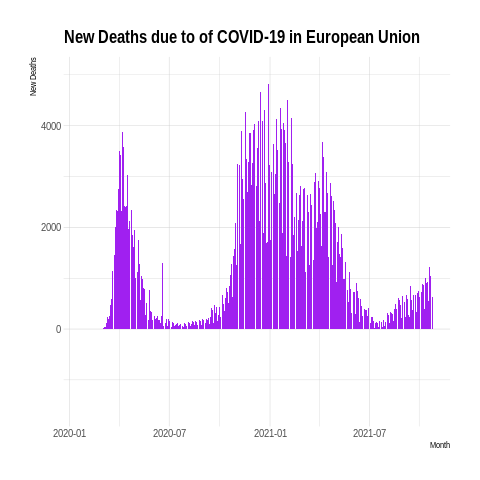 New Deaths due to of COVID-19 in European Union
New Deaths
4000
2000
0
2020-01
2020-07
2021-01
2021-07
Month